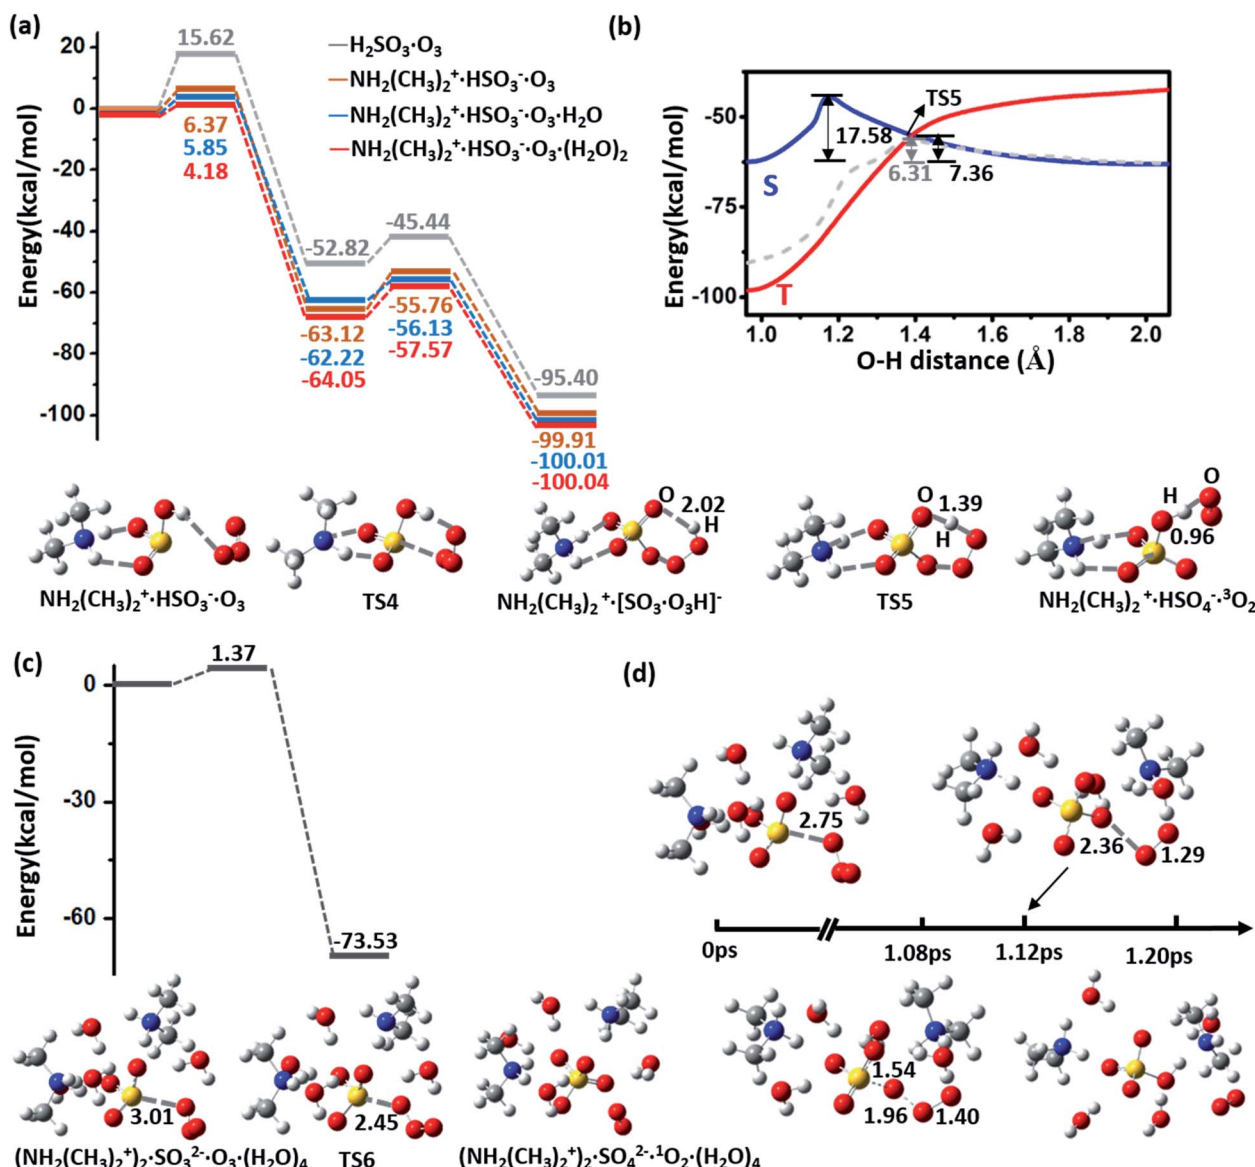 (a)
Energy(kcal/mol)
20
0
-20
-40
-60
-80
-100
15.62
H₂SO₃·O₃
NH₂(CH₃)₂⁺·HSO₃⁻·O₃
NH₂(CH₃)₂⁺·HSO₃⁻·O₃·H₂O
NH₂(CH₃)₂⁺·HSO₃⁻·O₃·(H₂O)₂
6.37
5.85
4.18
-52.82
-45.44
-63.12
-62.22
-64.05
-55.76
-56.13
-57.57
-95.40
-99.91
-100.01
-100.04
O 2.02
H
NH₂(CH₃)₂⁺·HSO₃⁻·O₃
TS4
NH₂(CH₃)₂⁺·[SO₃·O₃H]⁻
(b)
Energy(kcal/mol)
-50
-75
-100
TS5
17.58
6.31
7.36
S
T
1.0 1.2 1.4 1.6 1.8 2.0
O-H distance (Å)
O 1.39
H
TS5
O
H
0.96
NH₂(CH₃)₂⁺·HSO₄⁻·³O₂
(c)
Energy(kcal/mol)
0
-30
-60
1.37
-73.53
3.01
2.45
(NH₂(CH₃)₂⁺)₂·SO₃²⁻·O₃·(H₂O)₄
TS6
(NH₂(CH₃)₂⁺)₂·SO₄²⁻·¹O₂·(H₂O)₄
(d)
2.75
2.36
1.29
0ps
1.08ps
1.12ps
1.20ps
1.54
1.96
1.40